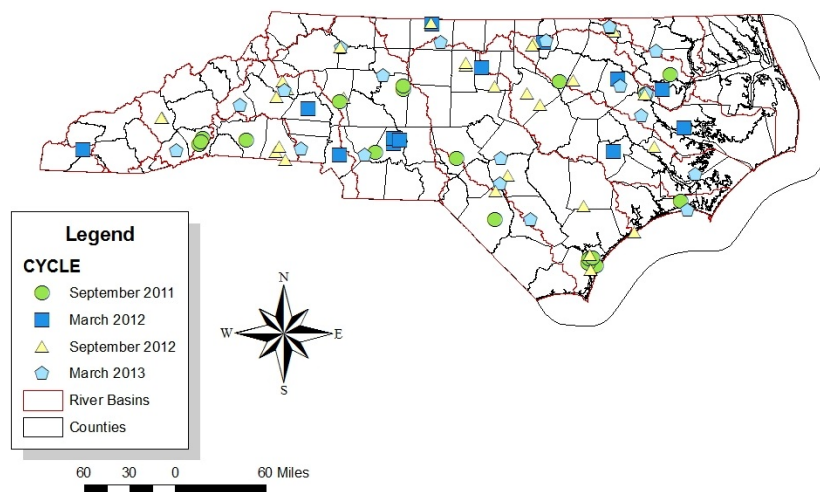 Legend
CYCLE
September 2011
March 2012
September 2012
March 2013
River Basins
Counties
N
W E
S
60 30 0 60 Miles